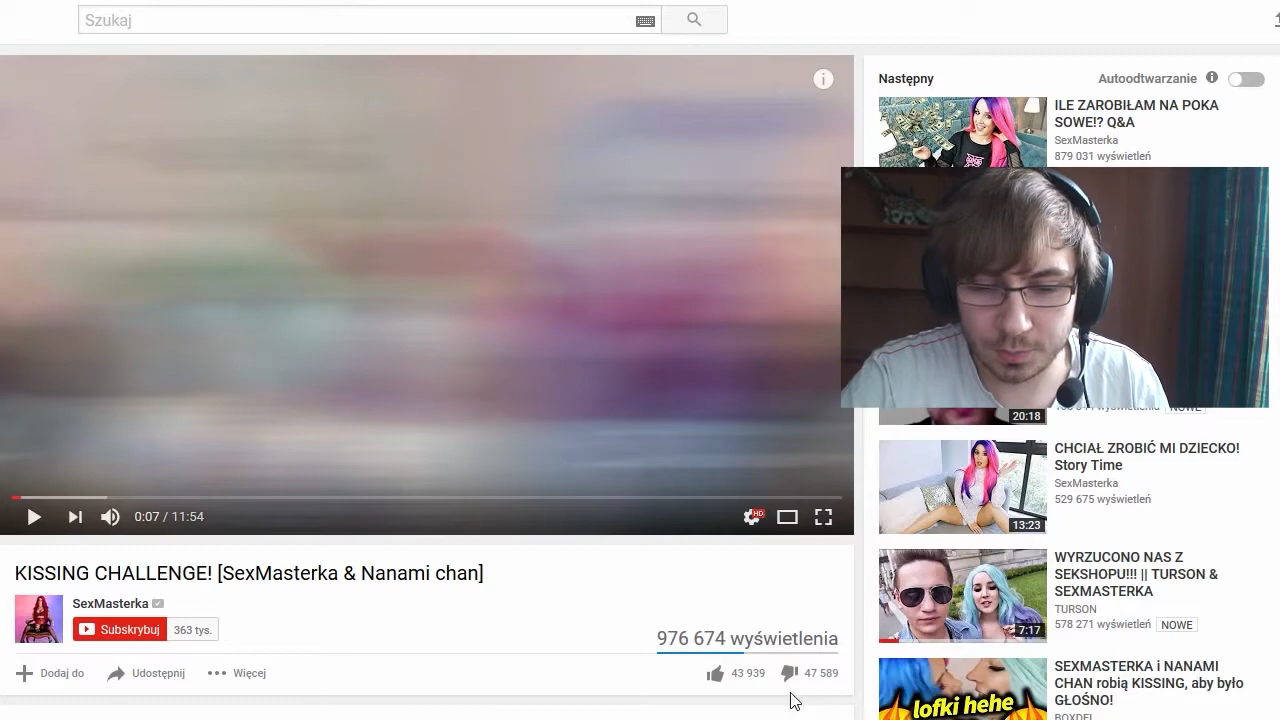 Szukaj
Następny
Autoodtwarzanie
ILE ZAROBIŁAM NA POKA
SOWE!? Q&A
SexMasterka
879 031 wyświetleń
20:18
NOWE
CHCIAŁ ZROBIĆ MI DZIECKO!
Story Time
SexMasterka
529 675 wyświetleń
13:23
WYRZUCONO NAS Z
SEKSHOPU!!! || TURSON &
SEXMASTERKA
TURSON
578 271 wyświetleń NOWE
7:17
SEXMASTERKA i NANAMI
CHAN robią KISSING, aby było
GŁOŚNO!
BOXDEL
lofki hehe
0:07 / 11:54
HD
KISSING CHALLENGE! [SexMasterka & Nanami chan]
SexMasterka
Subskrybuj 363 tys.
976 674 wyświetlenia
Dodaj do Udostępnij Więcej
43 939 47 589